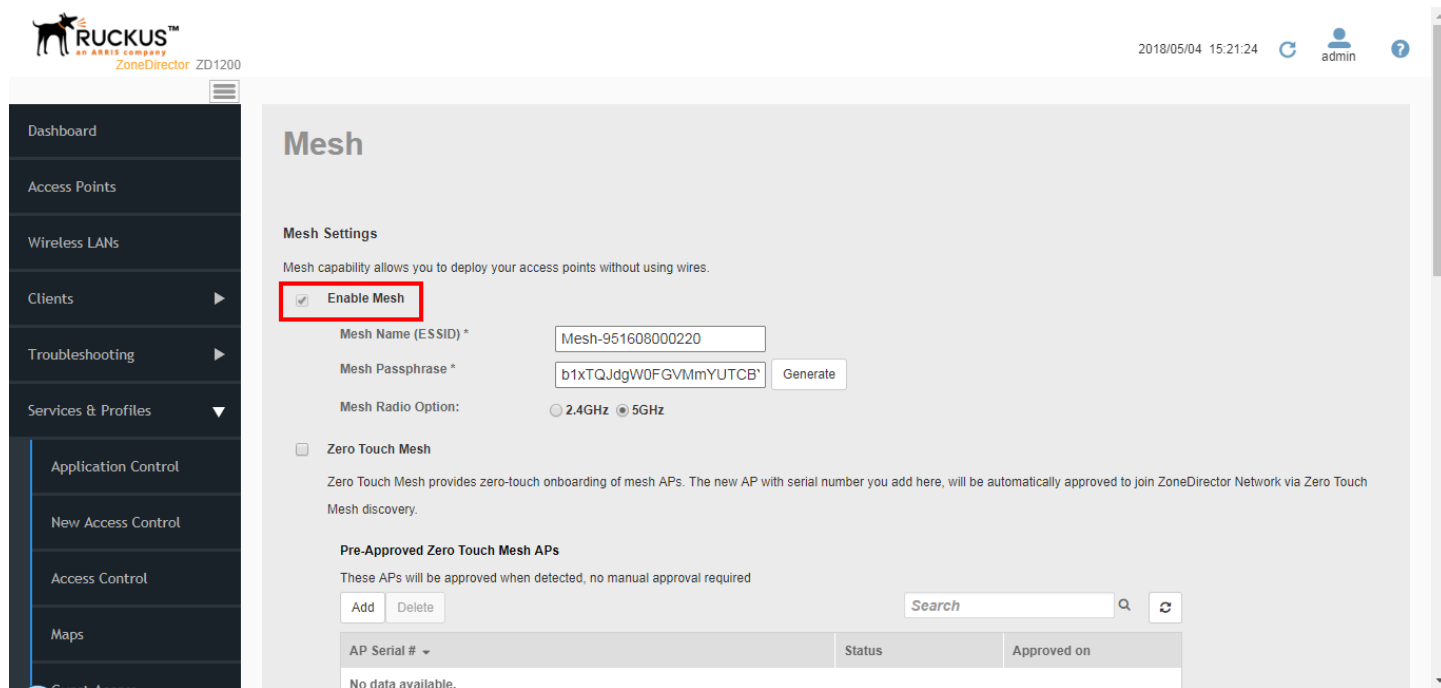 RUCKUS™
an ARRIS company
ZoneDirector ZD1200
2018/05/04 15:21:24
admin
?
Dashboard
Access Points
Wireless LANs
Clients
Troubleshooting
Services & Profiles
Application Control
New Access Control
Access Control
Maps
Mesh
Mesh Settings
Mesh capability allows you to deploy your access points without using wires.
Enable Mesh
Mesh Name (ESSID) * Mesh-951608000220
Mesh Passphrase * b1xTQJdgW0FGVMmYUTCB Generate
Mesh Radio Option: 2.4GHz 5GHz
Zero Touch Mesh
Zero Touch Mesh provides zero-touch onboarding of mesh APs. The new AP with serial number you add here, will be automatically approved to join ZoneDirector Network via Zero Touch
Mesh discovery.
Pre-Approved Zero Touch Mesh APs
These APs will be approved when detected, no manual approval required
Add Delete Search
AP Serial # Status Approved on
No data available.